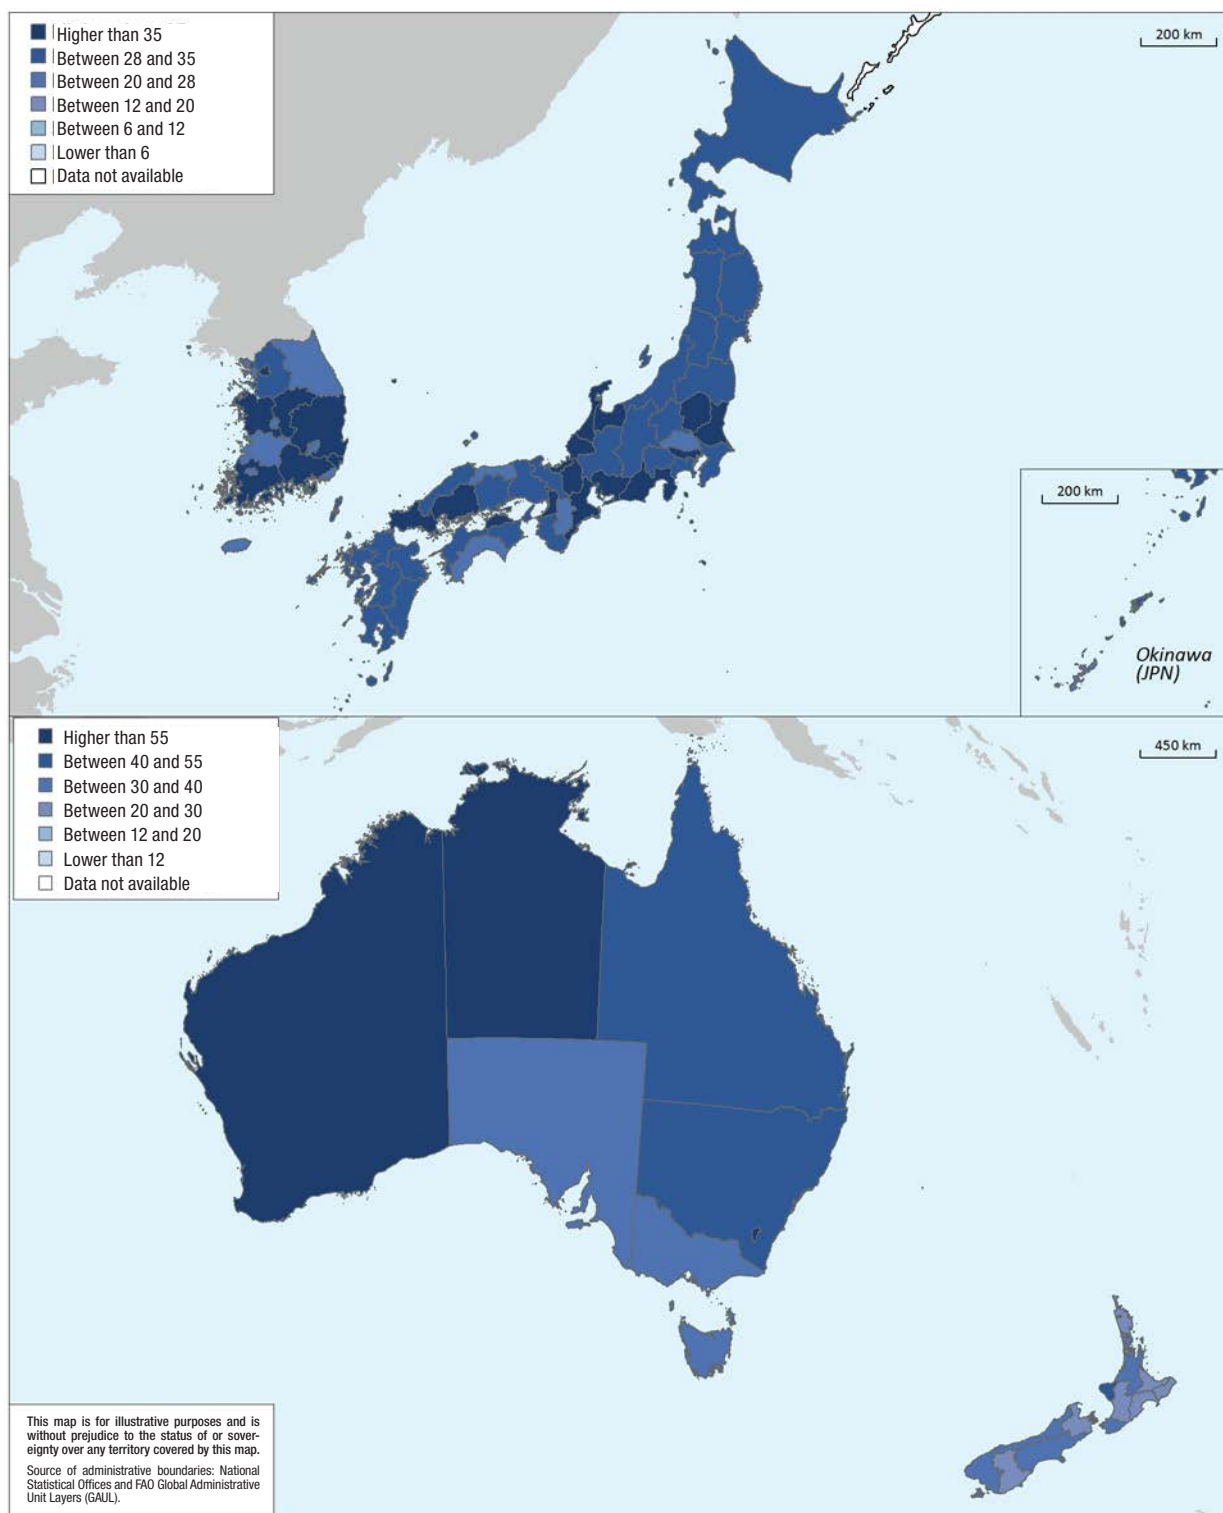 Higher than 35
Between 28 and 35
Between 20 and 28
Between 12 and 20
Between 6 and 12
Lower than 6
Data not available
200 km
200 km
Okinawa
(JPN)
Higher than 55
Between 40 and 55
Between 30 and 40
Between 20 and 30
Between 12 and 20
Lower than 12
Data not available
450 km
This map is for illustrative purposes and is
without prejudice to the status of or sover-
eignty over any territory covered by this map.
Source of administrative boundaries: National
Statistical Offices and FAO Global Administrative
Unit Layers (GAUL).